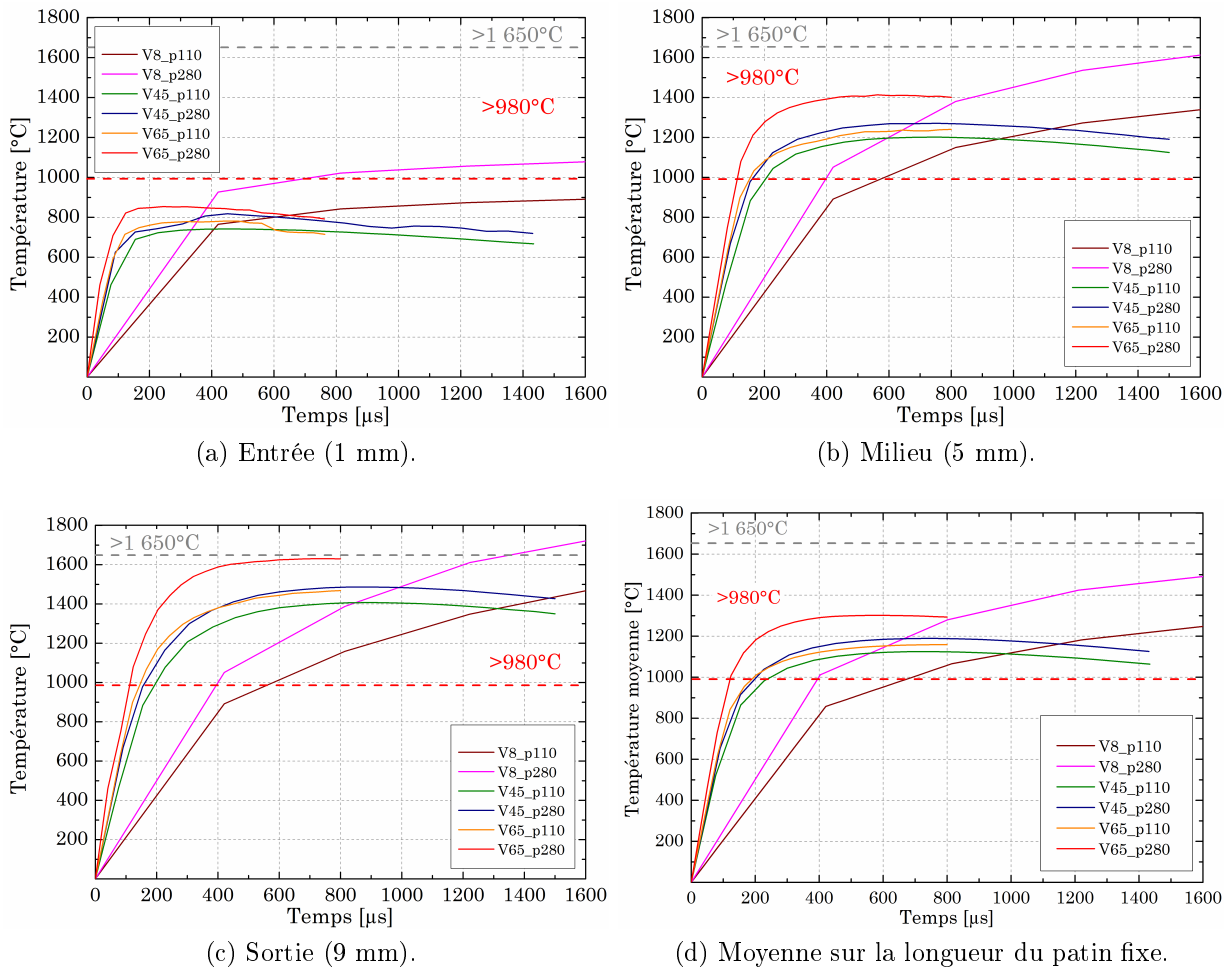 Température [°C]
1800
1600
1400
1200
1000
800
600
400
200
0 200 400 600 800 1000 1200 1400 1600
Temps [µs]
>1 650°C
>980°C
V8_p110
V8_p280
V45_p110
V45_p280
V65_p110
V65_p280
(a) Entrée (1 mm).
Température [°C]
1800
1600
1400
1200
1000
800
600
400
200
0 200 400 600 800 1000 1200 1400 1600
Temps [µs]
>1 650°C
>980°C
V8_p110
V8_p280
V45_p110
V45_p280
V65_p110
V65_p280
(b) Milieu (5 mm).
Température [°C]
1800
1600
1400
1200
1000
800
600
400
200
0 200 400 600 800 1000 1200 1400 1600
Temps [µs]
>1 650°C
>980°C
V8_p110
V8_p280
V45_p110
V45_p280
V65_p110
V65_p280
(c) Sortie (9 mm).
Température moyenne [°C]
1800
1600
1400
1200
1000
800
600
400
200
0 200 400 600 800 1000 1200 1400 1600
Temps [µs]
>1 650°C
>980°C
V8_p110
V8_p280
V45_p110
V45_p280
V65_p110
V65_p280
(d) Moyenne sur la longueur du patin fixe.